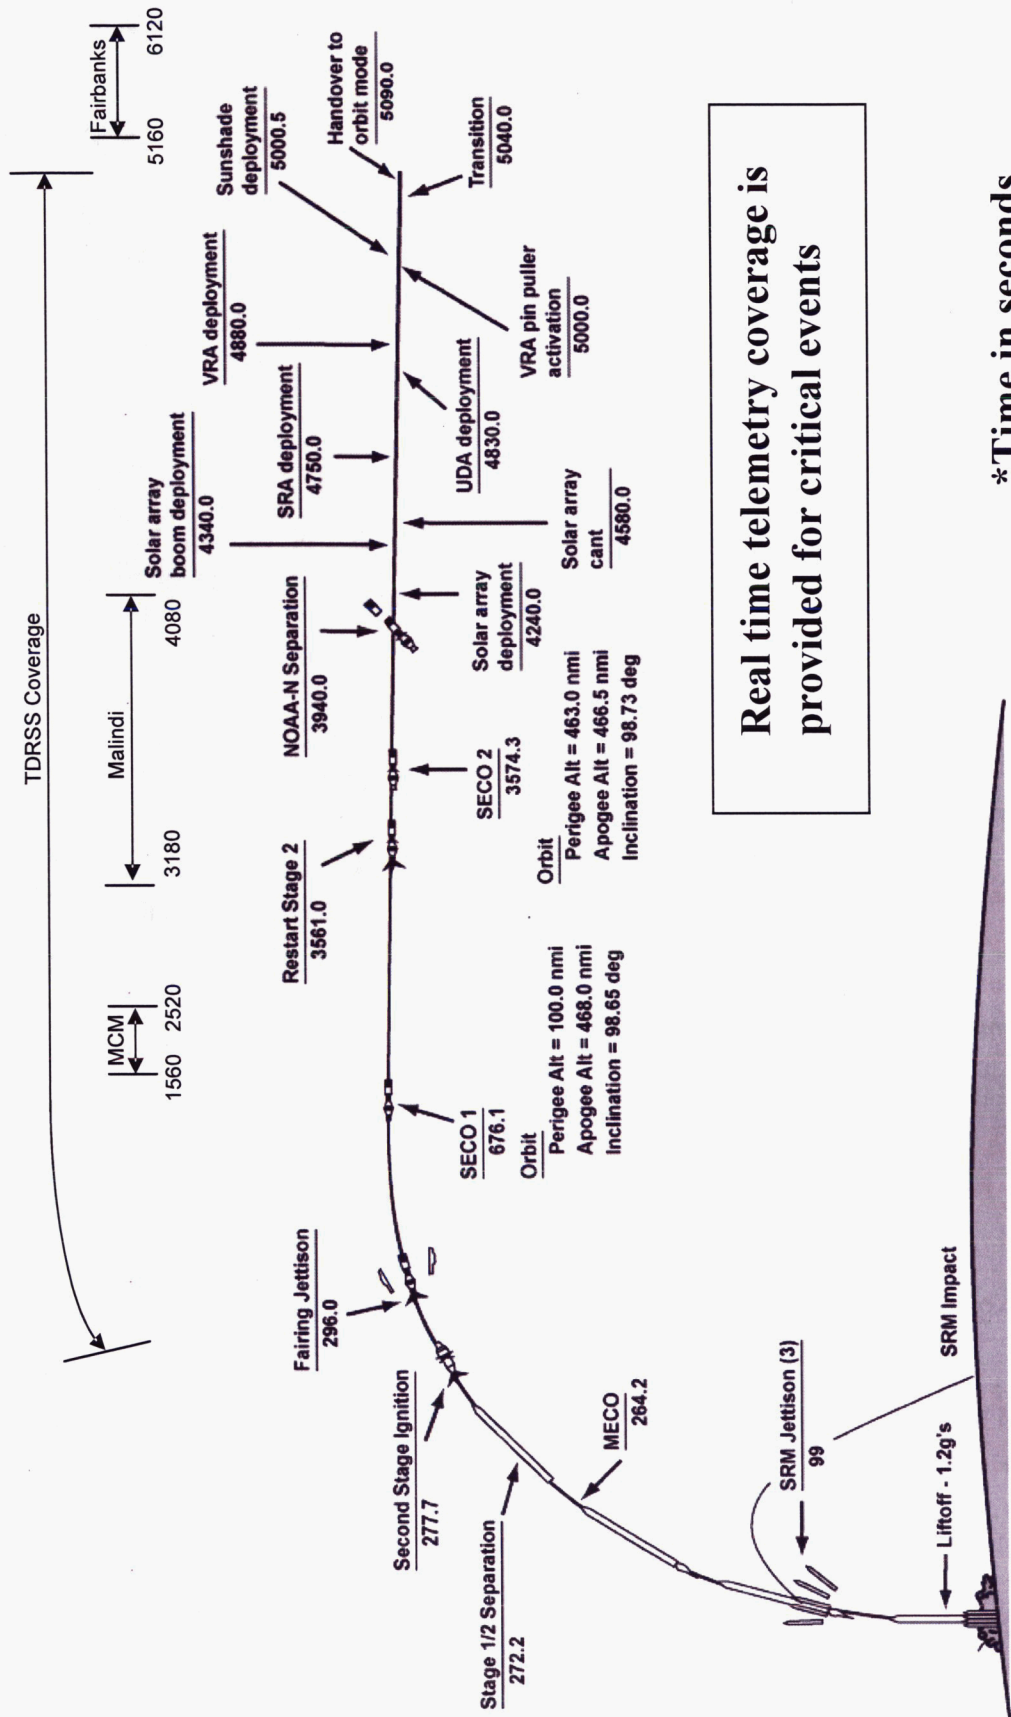 TDRSS Coverage
MCM
1560 2520
Malindi
3180 4080
Fairbanks
5160 6120
Liftoff - 1.2g's
SRM Jettison (3)
99
SRM Impact
MECO
264.2
Stage 1/2 Separation
272.2
Second Stage Ignition
277.7
Fairing Jettison
296.0
SECO 1
676.1
Orbit
Perigee Alt = 100.0 nmi
Apogee Alt = 468.0 nmi
Inclination = 98.65 deg
Restart Stage 2
3561.0
SECO 2
3574.3
Orbit
Perigee Alt = 463.0 nmi
Apogee Alt = 466.5 nmi
Inclination = 98.73 deg
NOAA-N Separation
3940.0
Solar array
deployment
4240.0
Solar array
boom deployment
4340.0
Solar array
cant
4580.0
SRA deployment
4750.0
UDA deployment
4830.0
VRA deployment
4880.0
VRA pin puller
activation
5000.0
Sunshade
deployment
5000.5
Transition
5040.0
Handover to
orbit mode
5090.0
Real time telemetry coverage is
provided for critical events
*Time in seconds